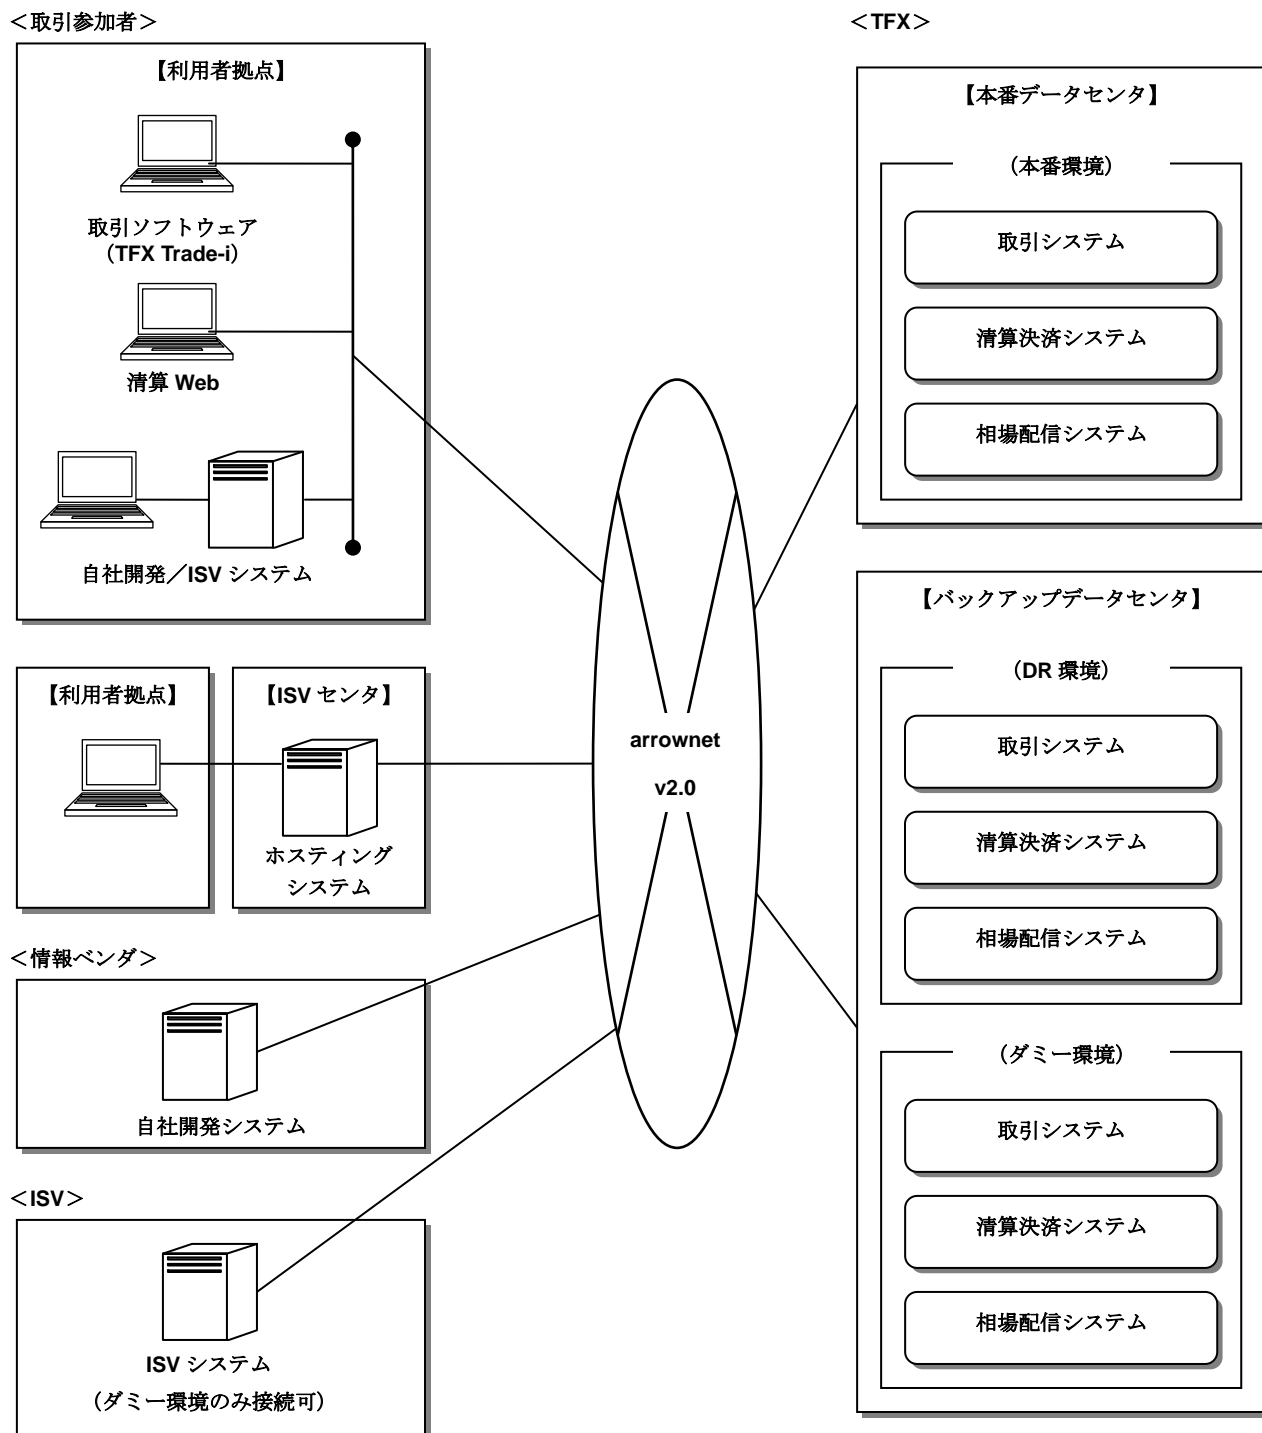 ＜取引参加者＞
【利用者拠点】
取引ソフトウェア
（TFX Trade-i）
清算 Web
自社開発／ISV システム
【利用者拠点】
【ISV センタ】
ホスティング
システム
＜情報ベンダ＞
自社開発システム
＜ISV＞
ISV システム
（ダミー環境のみ接続可）
arrownet
v2.0
＜TFX＞
【本番データセンタ】
（本番環境）
取引システム
清算決済システム
相場配信システム
【バックアップデータセンタ】
（DR 環境）
取引システム
清算決済システム
相場配信システム
（ダミー環境）
取引システム
清算決済システム
相場配信システム